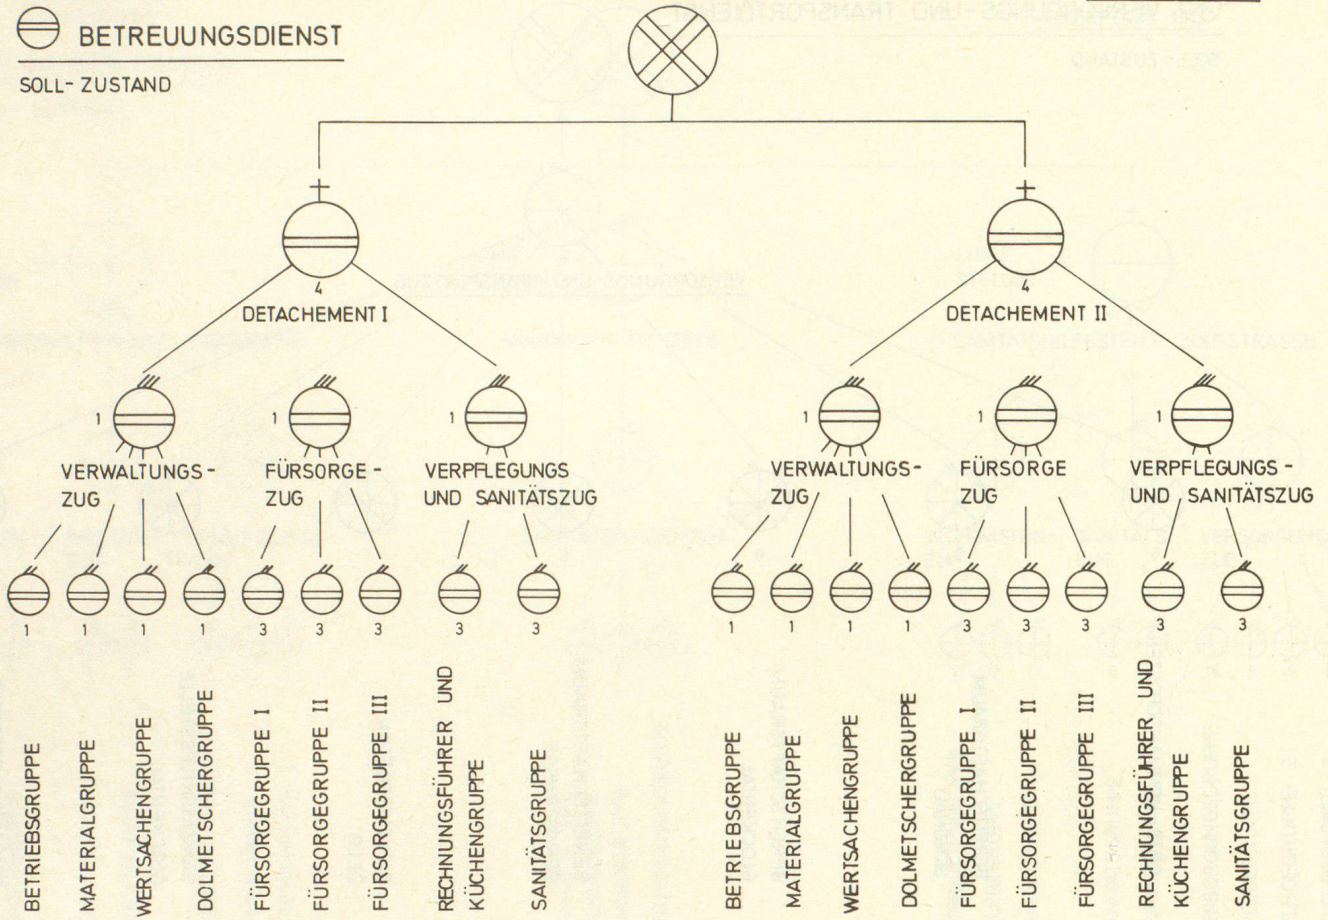 BETREUUNGSDIENST
SOLL-ZUSTAND
4
DETACHEMENT I
4
DETACHEMENT II
1
VERWALTUNGS-
ZUG
1
FÜRSORGE-
ZUG
1
VERPFLEGUNGS
UND SANITÄTSZUG
1
VERWALTUNGS-
ZUG
1
FÜRSORGE
ZUG
1
VERPFLEGUNGS-
UND SANITÄTSZUG
1
1
1
1
3
3
3
3
3
1
1
1
1
3
3
3
3
3
BETRIEBSGRUPPE
MATERIALGRUPPE
WERTSACHENGRUPPE
DOLMETSCHERGRUPPE
FÜRSORGEGRUPPE I
FÜRSORGEGRUPPE II
FÜRSORGEGRUPPE III
RECHNUNGSFÜHRER UND
KÜCHENGRUPPE
SANITÄTSGRUPPE
BETRIEBSGRUPPE
MATERIALGRUPPE
WERTSACHENGRUPPE
DOLMETSCHERGRUPPE
FÜRSORGEGRUPPE I
FÜRSORGEGRUPPE II
FÜRSORGEGRUPPE III
RECHNUNGSFÜHRER UND
KÜCHENGRUPPE
SANITÄTSGRUPPE